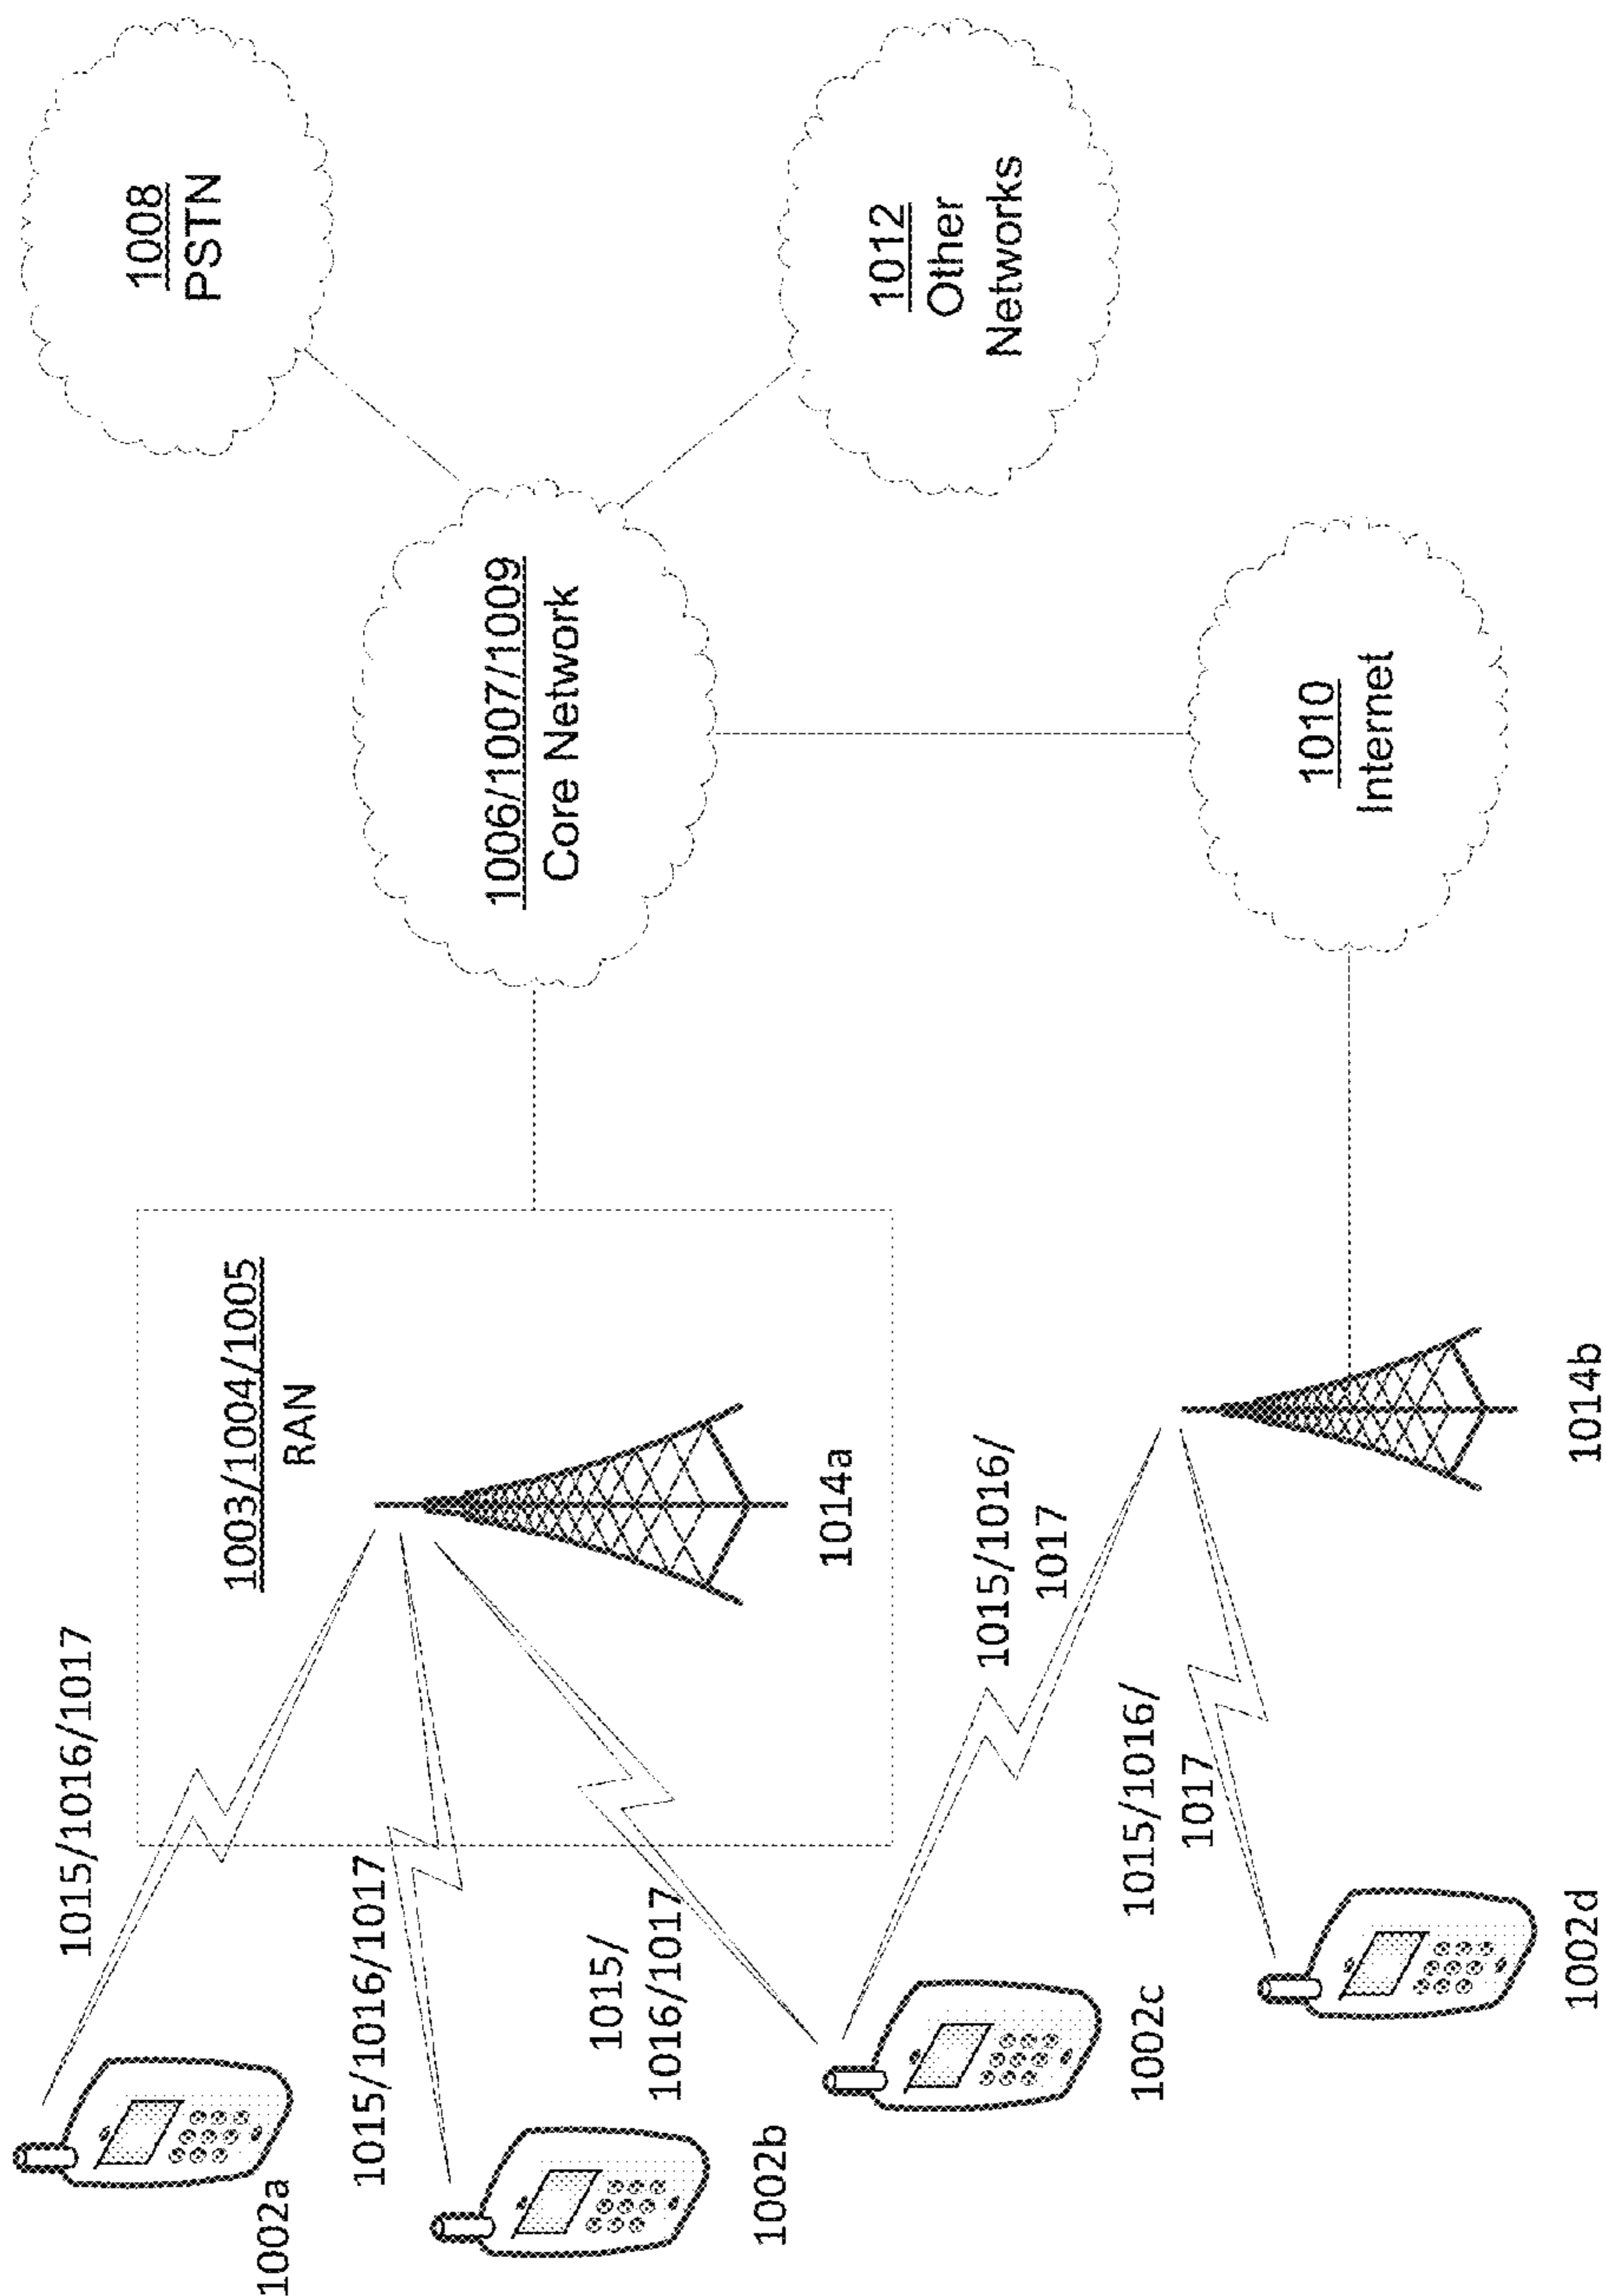 1008
PSTN
1006/1007/1009
Core Network
1012
Other
Networks
1010
Internet
1003/1004/1005
RAN
1014a
1014b
1015/1016/1017
1015/1016/1017
1015/
1016/1017
1015/1016/
1017
1015/1016/
1017
1002a
1002b
1002c
1002d